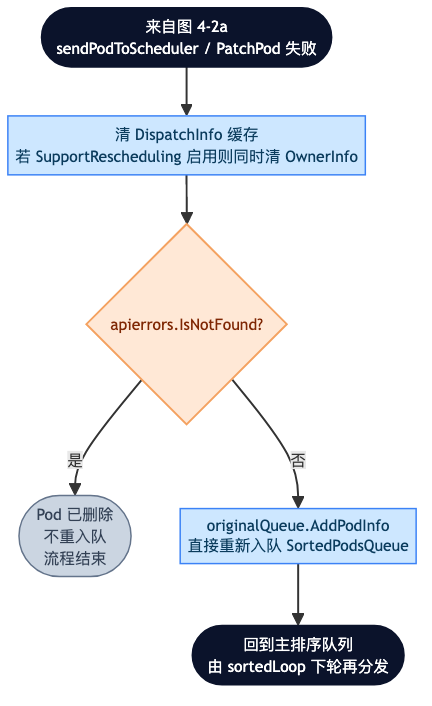 来自图 4-2a
sendPodToScheduler / PatchPod 失败
清 DispatchInfo 缓存
若 SupportRescheduling 启用则同时清 OwnerInfo
apierrors.IsNotFound?
是
否
Pod 已删除
不重入队
流程结束
originalQueue.AddPodInfo
直接重新入队 SortedPodsQueue
回到主排序队列
由 sortedLoop 下轮再分发